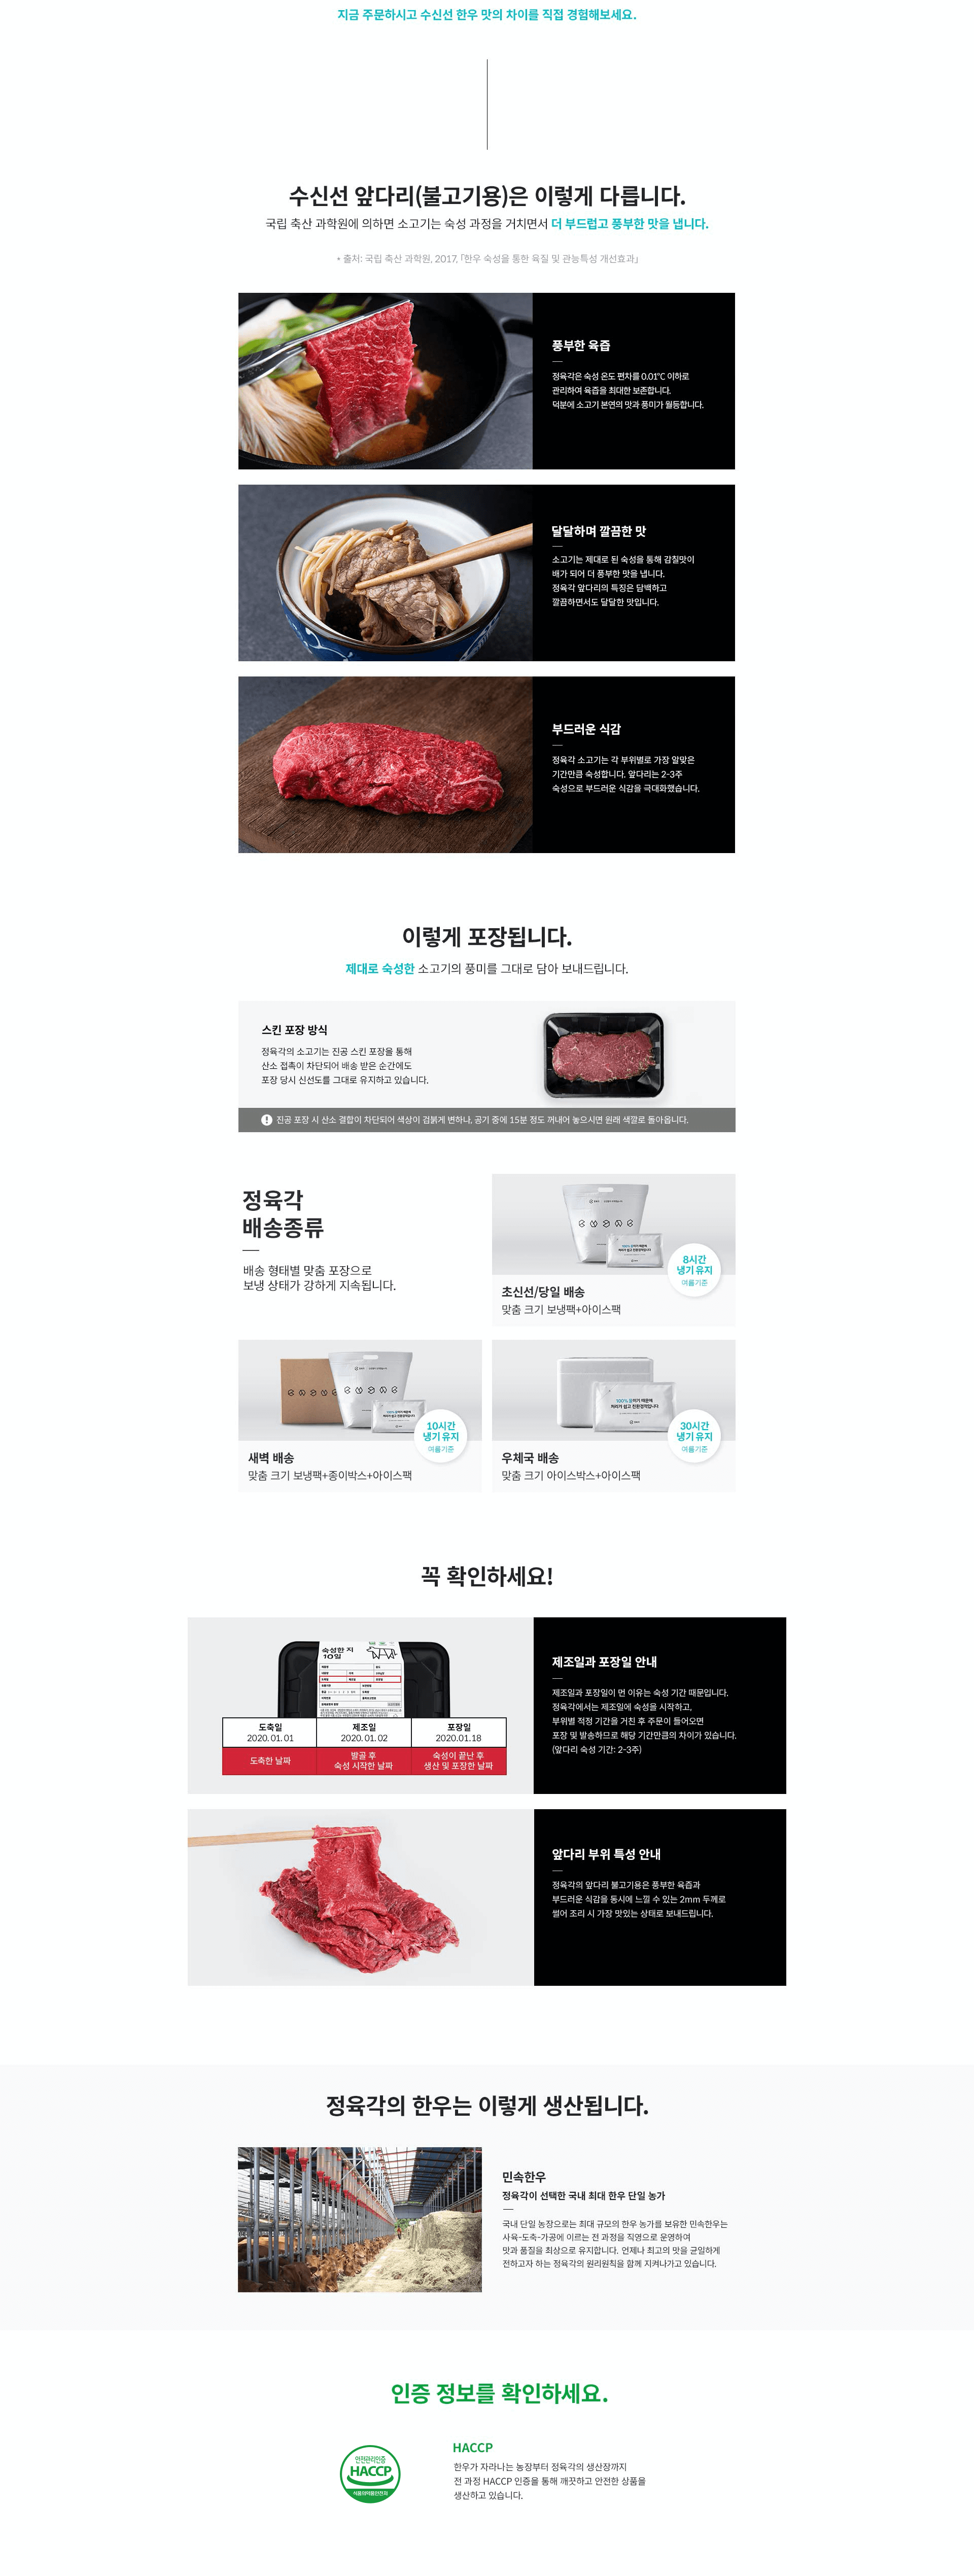 지금 주문하시고 수신선 한우 맛의 차이를 직접 경험해보세요.
수신선 앞다리(불고기용)은 이렇게 다릅니다.
국립 축산 과학원에 의하면 소고기는 숙성 과정을 거치면서 더 부드럽고 풍부한 맛을 냅니다.
* 출처: 국립 축산 과학원, 2017, 「한우 숙성을 통한 육질 및 관능특성 개선효과」
풍부한 육즙
정육각은 숙성 온도 편차를 0.01℃ 이하로
관리하여 육즙을 최대한 보존합니다.
덕분에 소고기 본연의 맛과 풍미가 월등합니다.
달달하며 깔끔한 맛
소고기는 제대로 된 숙성을 통해 감칠맛이
배가 되어 더 풍부한 맛을 냅니다.
정육각 앞다리의 특징은 담백하고
깔끔하면서도 달달한 맛입니다.
부드러운 식감
정육각 소고기는 각 부위별로 가장 알맞은
기간만큼 숙성합니다. 앞다리는 2-3주
숙성으로 부드러운 식감을 극대화했습니다.
이렇게 포장됩니다.
제대로 숙성한 소고기의 풍미를 그대로 담아 보내드립니다.
스킨 포장 방식
정육각의 소고기는 진공 스킨 포장을 통해
산소 접촉이 차단되어 배송 받은 순간에도
포장 당시 신선도를 그대로 유지하고 있습니다.
! 진공 포장 시 산소 결합이 차단되어 색상이 검붉게 변하나, 공기 중에 15분 정도 꺼내어 놓으시면 원래 색깔로 돌아옵니다.
정육각
배송종류
배송 형태별 맞춤 포장으로
보냉 상태가 강하게 지속됩니다.
8시간
냉기 유지
여름기준
초신선/당일 배송
맞춤 크기 보냉팩+아이스팩
10시간
냉기 유지
여름기준
새벽 배송
맞춤 크기 보냉팩+종이박스+아이스팩
30시간
냉기 유지
여름기준
우체국 배송
맞춤 크기 아이스박스+아이스팩
꼭 확인하세요!
숙성한 지
10일
도축일 제조일 포장일
2020. 01. 01 2020. 01. 02 2020.01.18
도축한 날짜 발골 후 숙성이 끝난 후
숙성 시작한 날짜 생산 및 포장한 날짜
제조일과 포장일 안내
제조일과 포장일이 먼 이유는 숙성 기간 때문입니다.
정육각에서는 제조일에 숙성을 시작하고,
부위별 적정 기간을 거친 후 주문이 들어오면
포장 및 발송하므로 해당 기간만큼의 차이가 있습니다.
(앞다리 숙성 기간: 2-3주)
앞다리 부위 특성 안내
정육각의 앞다리 불고기용은 풍부한 육즙과
부드러운 식감을 동시에 느낄 수 있는 2mm 두께로
썰어 조리 시 가장 맛있는 상태로 보내드립니다.
정육각의 한우는 이렇게 생산됩니다.
민속한우
정육각이 선택한 국내 최대 한우 단일 농가
국내 단일 농장으로는 최대 규모의 한우 농가를 보유한 민속한우는
사육-도축-가공에 이르는 전 과정을 직영으로 운영하여
맛과 품질을 최상으로 유지합니다. 언제나 최고의 맛을 균일하게
전하고자 하는 정육각의 원리원칙을 함께 지켜나가고 있습니다.
인증 정보를 확인하세요.
안전관리인증
HACCP
식품의약품안전처
HACCP
한우가 자라나는 농장부터 정육각의 생산장까지
전 과정 HACCP 인증을 통해 깨끗하고 안전한 상품을
생산하고 있습니다.